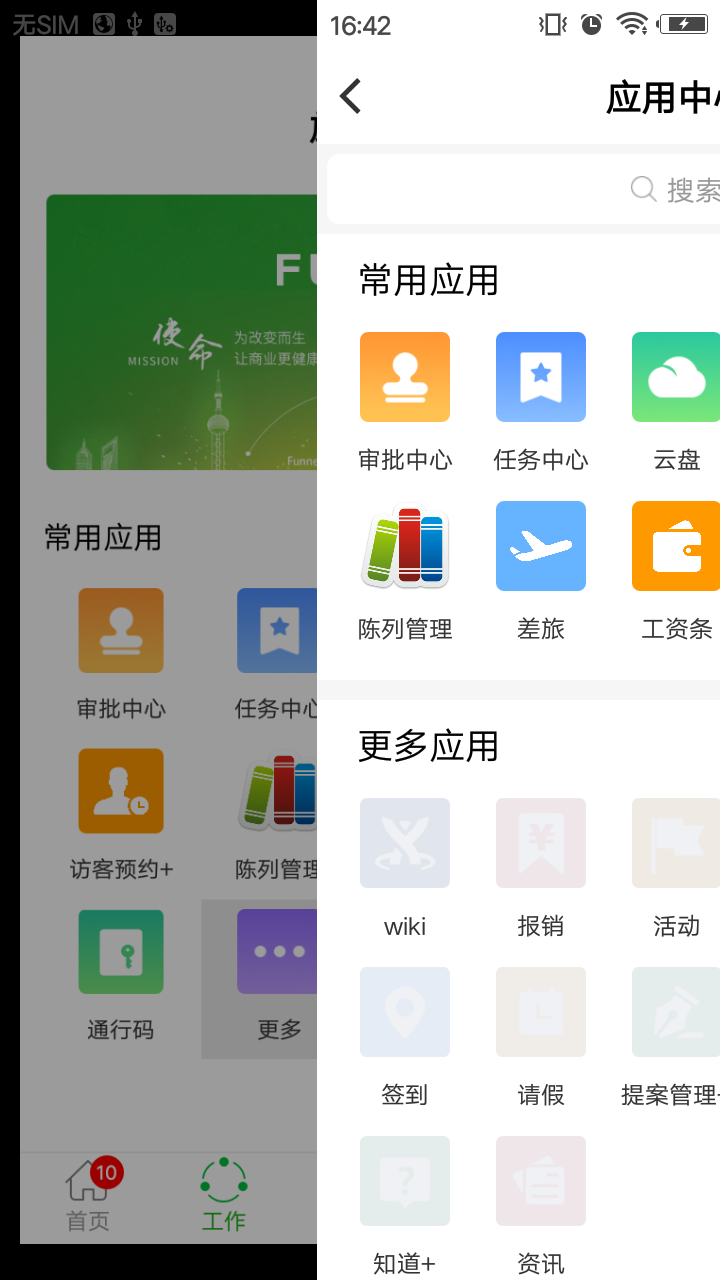 无SIM
16:42
应用中心
搜索
常用应用
审批中心
任务中心
云盘
陈列管理
差旅
工资条
更多应用
wiki
报销
活动
签到
请假
提案管理
知道+
资讯
FU
使命
MISSION
为改变而生
让商业更健康
Funne
常用应用
审批中心
任务中心
访客预约+
陈列管理
通行码
更多
10
首页
工作